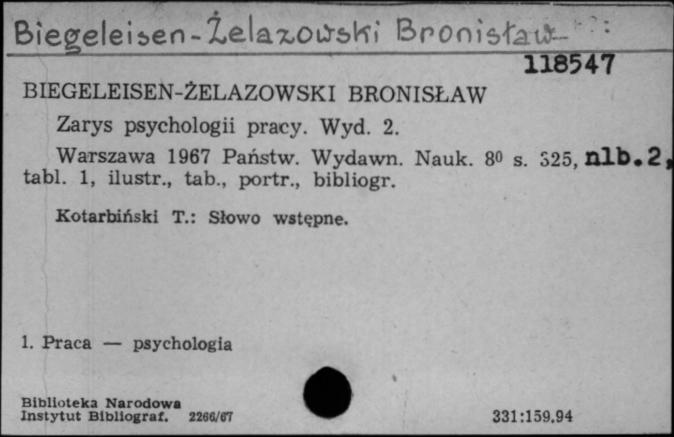 Biegeleisen-Żelazowski Bronisław
118547
BIEGELEISEN-ŻELAZOWSKI BRONISŁAW
Zarys psychologii pracy. Wyd. 2.
Warszawa 1967 Państw. Wydawn. Nauk. 8⁰ s. 325, nlb.2,
tabl. 1, ilustr., tab., portr., bibliogr.
Kotarbiński T.: Słowo wstępne.
1. Praca — psychologia
Biblioteka Narodowa
Instytut Bibliograf. 2266/67
331:159.94